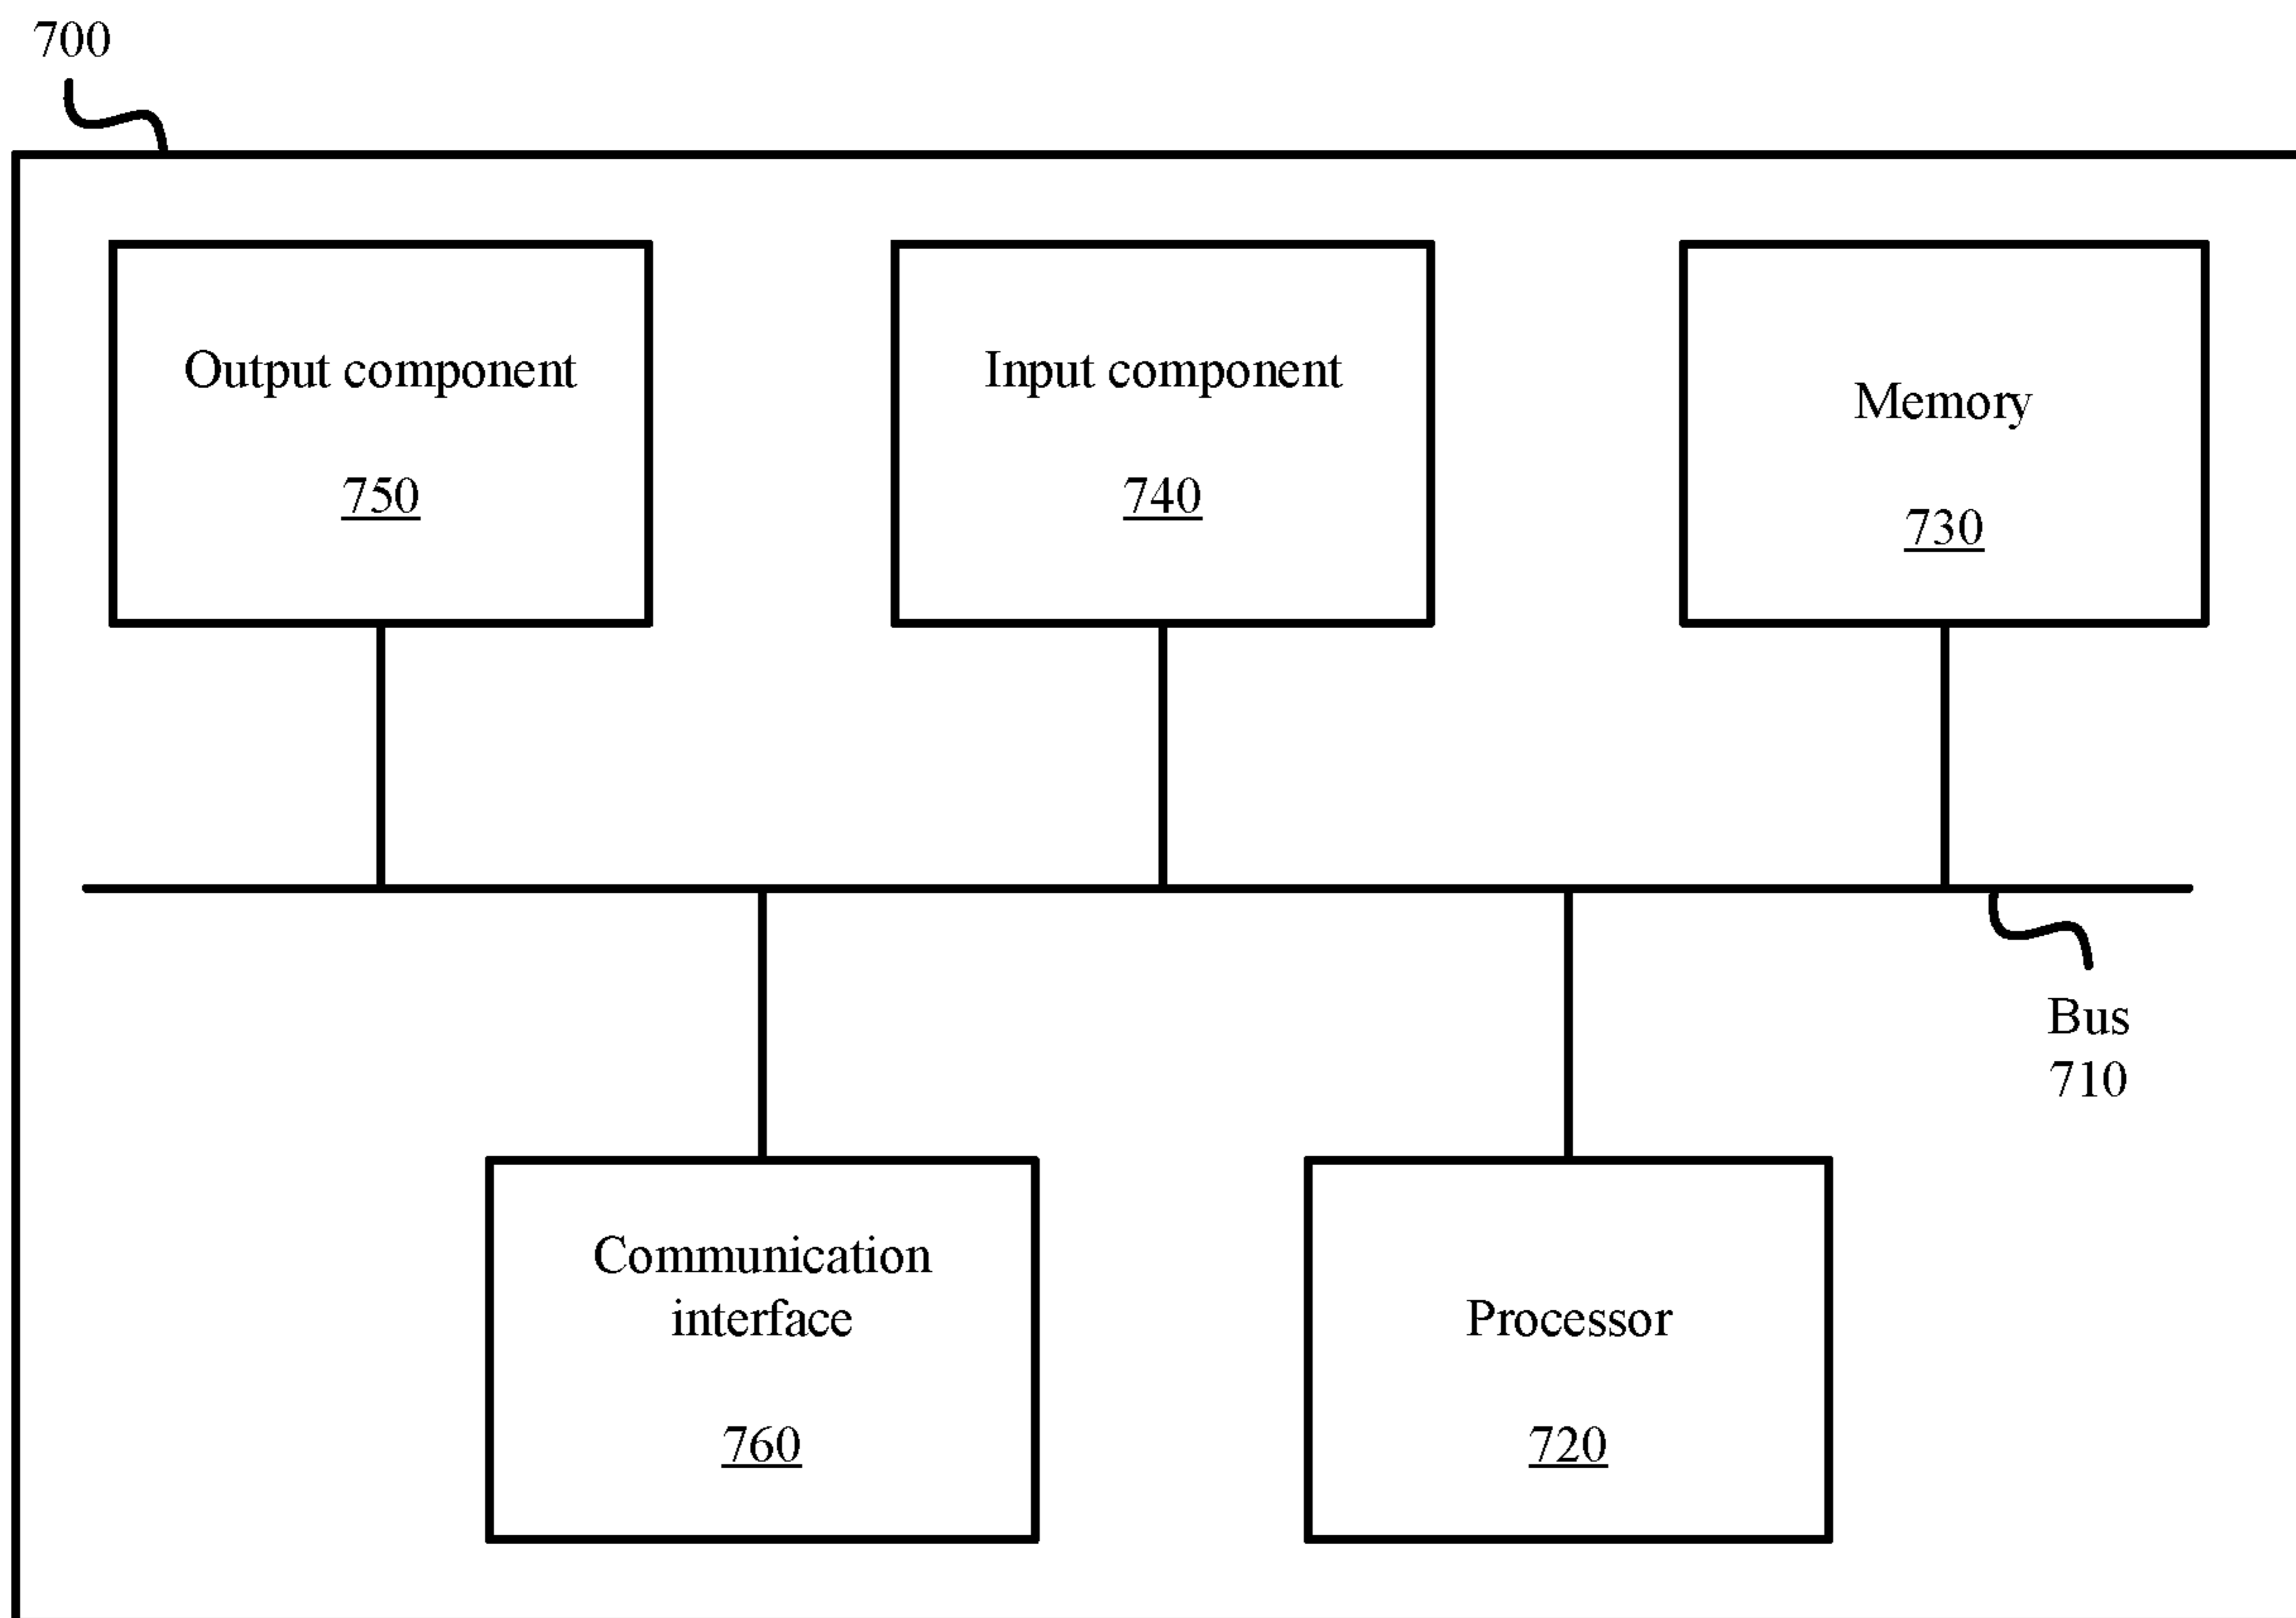 700
Output component
750
Input component
740
Memory
730
Bus
710
Communication
interface
760
Processor
720